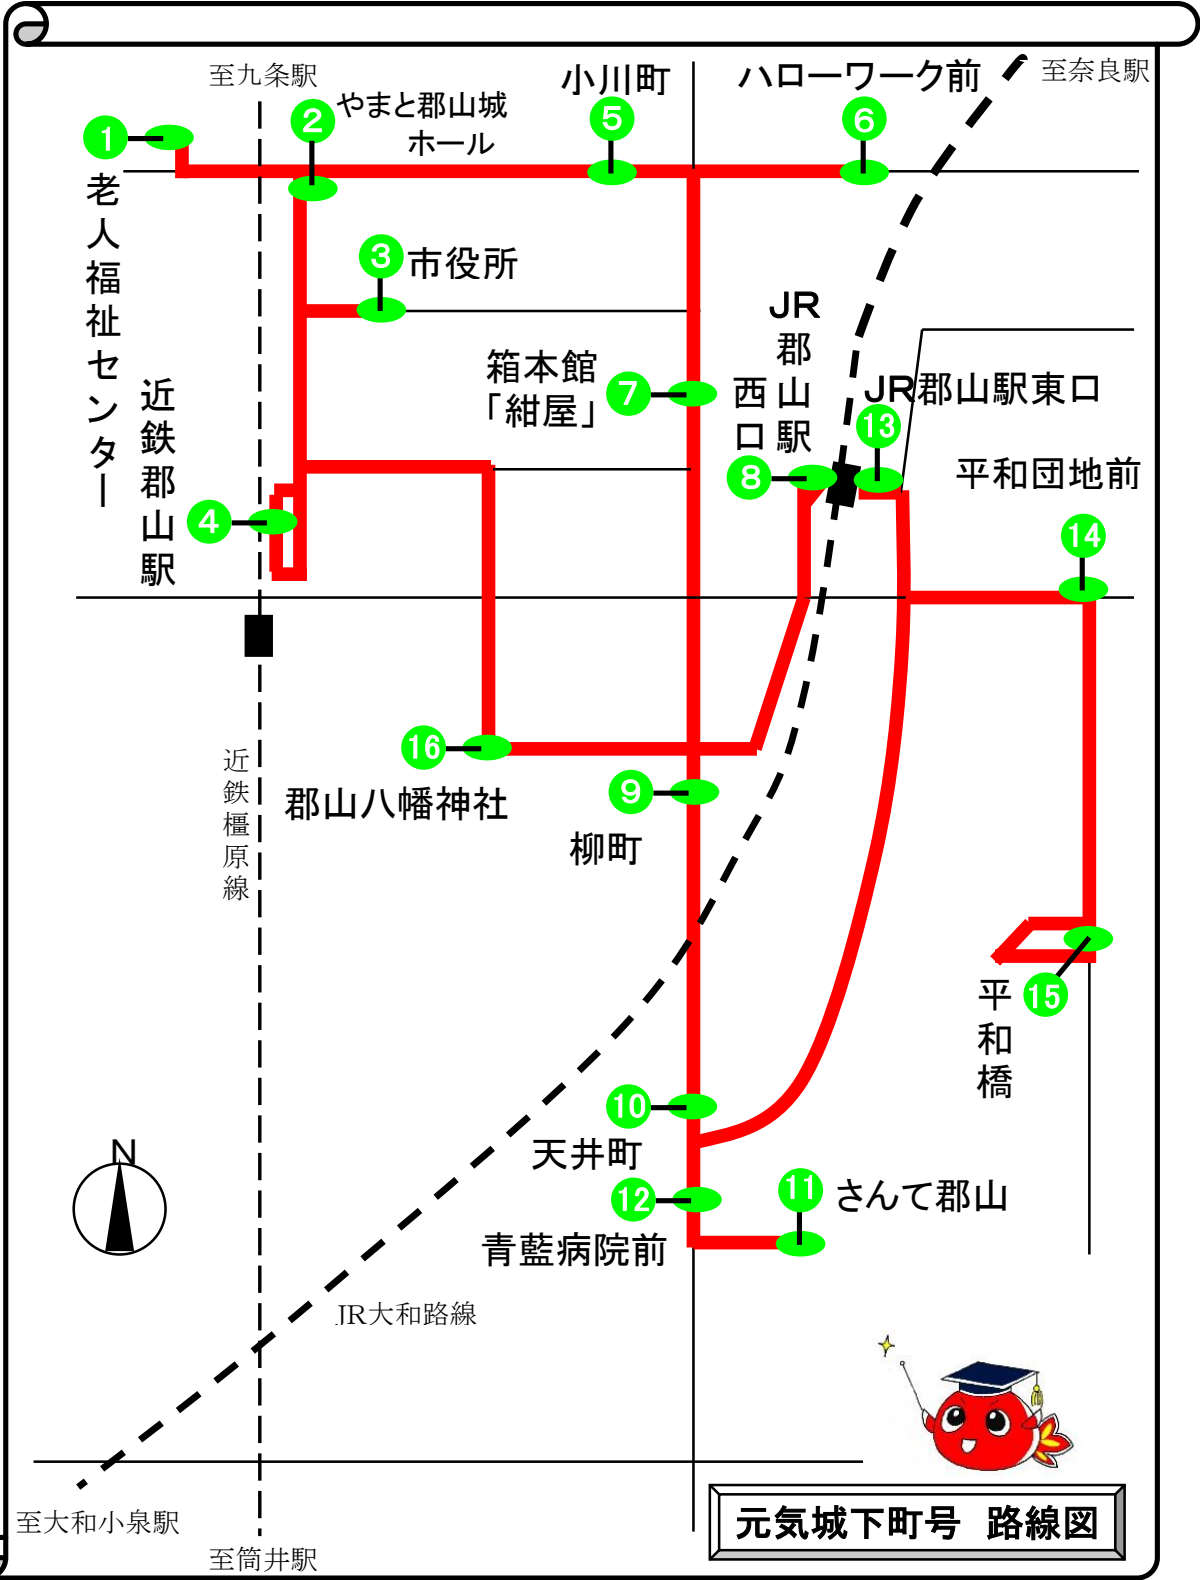 至九条駅
至奈良駅
① 老人福祉センター
② やまと郡山城
ホール
⑤ 小川町
⑥ ハローワーク前
③ 市役所
④ 近鉄郡山駅
⑦ 箱本館
「紺屋」
⑧ JR郡山駅
西口
⑬ JR郡山駅東口
⑭ 平和団地前
⑯ 郡山八幡神社
⑨ 柳町
近鉄橿原線
⑮ 平和橋
⑩ 天井町
⑫ 青藍病院前
⑪ さんて郡山
N
JR大和路線
至大和小泉駅
至筒井駅
元気城下町号 路線図